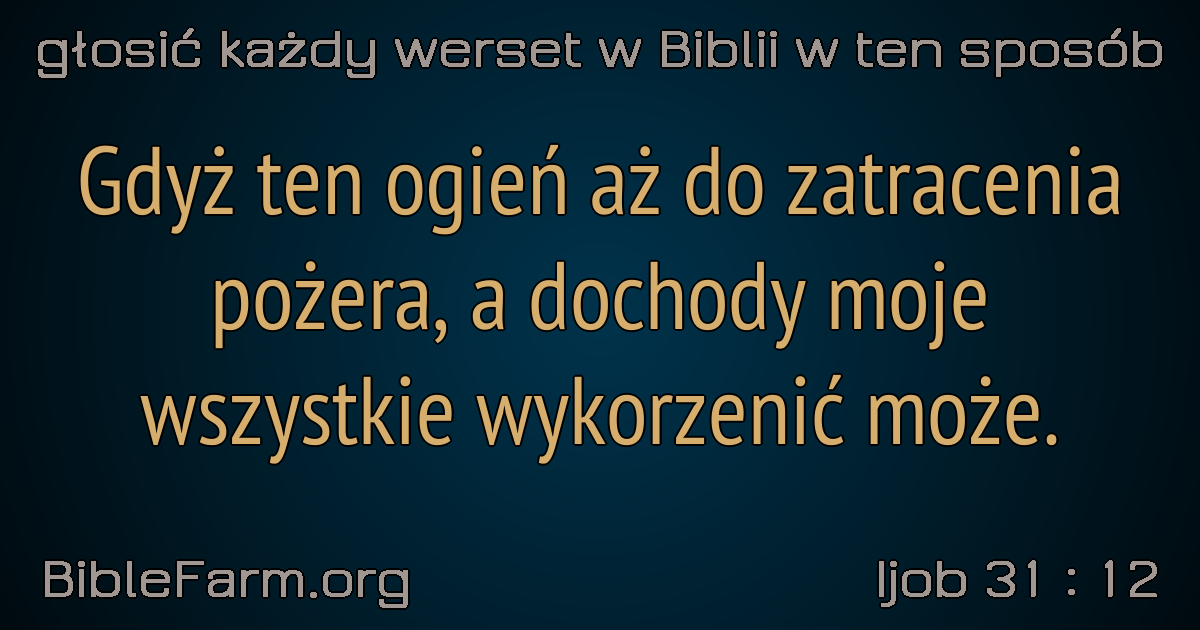 głosić każdy werset w Biblii w ten sposób
Gdyż ten ogień aż do zatracenia
pożera, a dochody moje
wszystkie wykorzenić może.
BibleFarm.org
Ijob 31 : 12